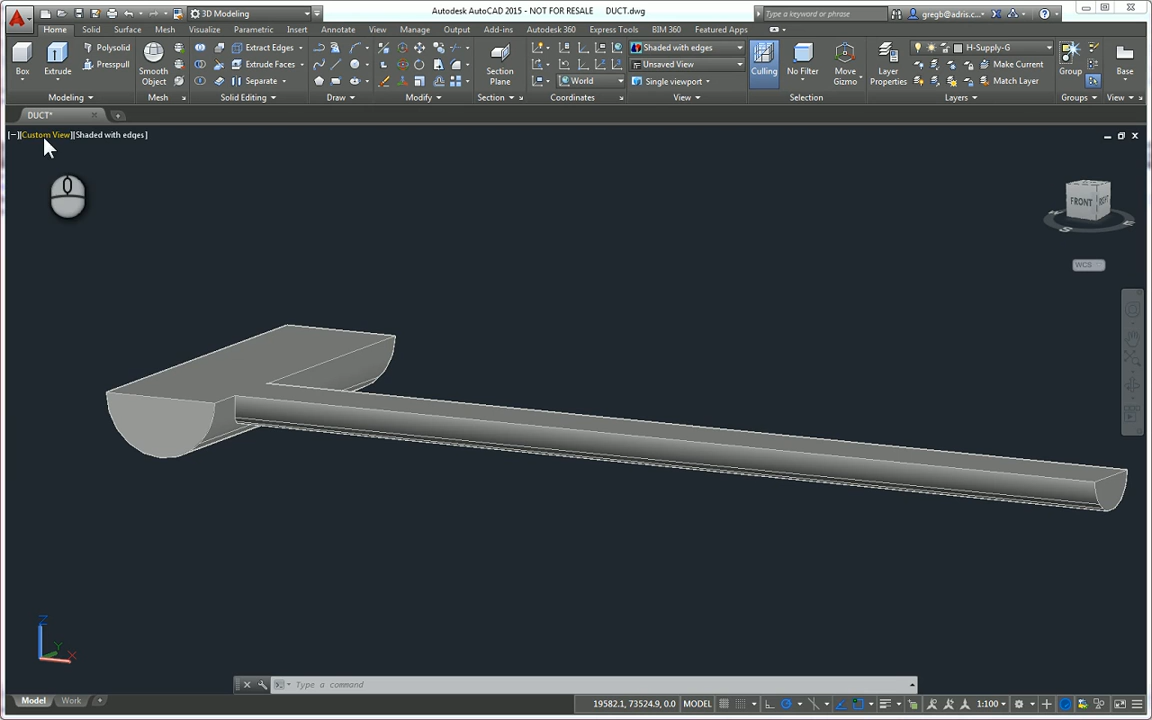 3D Modeling
Autodesk AutoCAD 2015 - NOT FOR RESALE DUCT.dwg
Type a keyword or phrase
gregb@adris.c...
Home Solid Surface Mesh Visualize Parametric Insert Annotate View Manage Output Add-ins Autodesk 360 Express Tools BIM 360 Featured Apps
Polysolid Extract Edges Shaded with edges H-Supply-G
Presspull Extrude Faces Unsaved View Make Current
Box Extrude Smooth Object Separate Section Plane World Single viewport Culling No Filter Move Gizmo Layer Properties Match Layer Group Base
Modeling Mesh Solid Editing Draw Modify Section Coordinates View Selection Layers Groups View
DUCT*
[−][Custom View][Shaded with edges]
FRONT
S E
WCS
Z
Y
X
Type a command
Model Work
19582.1, 73524.9, 0.0 MODEL 1:100